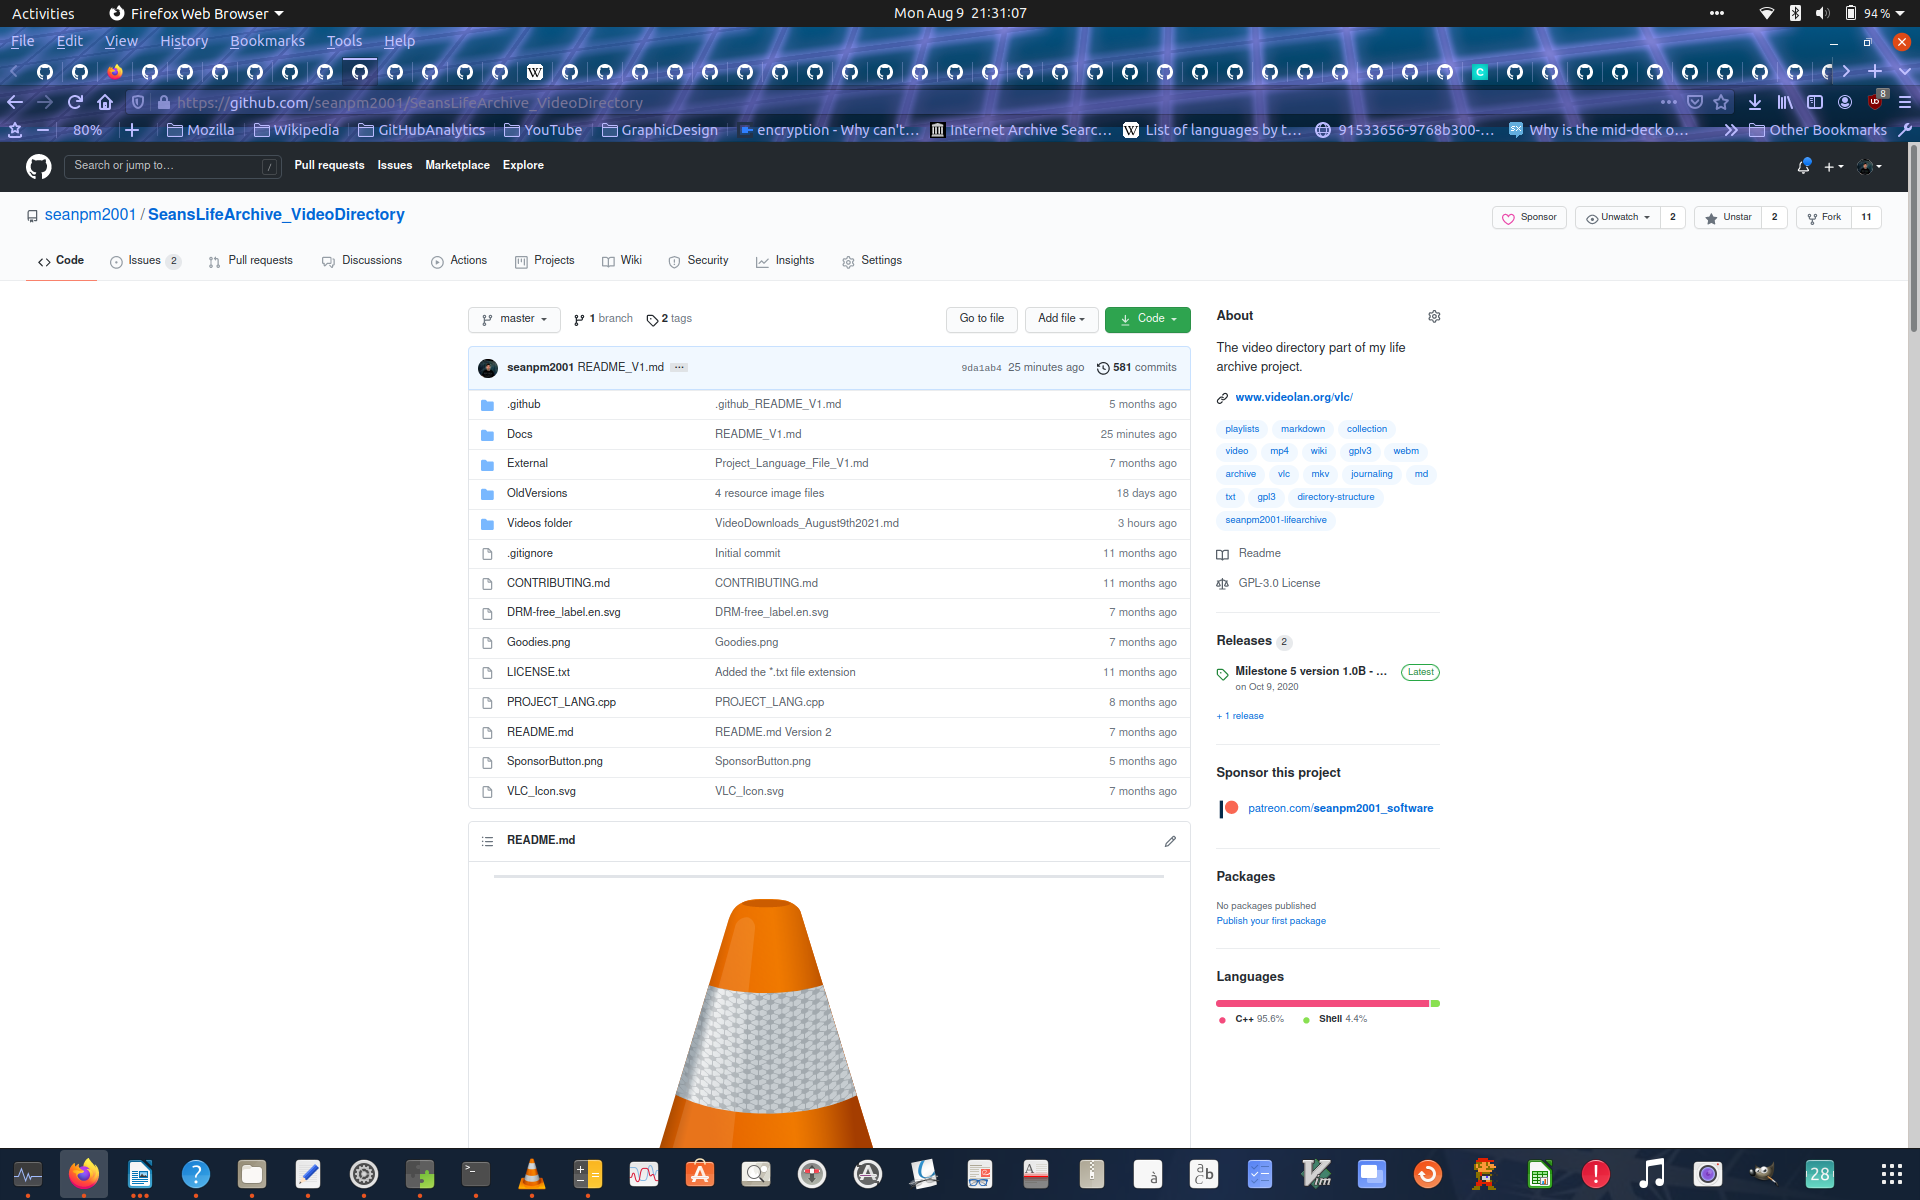 Activities Firefox Web Browser Mon Aug 9 21:31:07 94 %
File Edit View History Bookmarks Tools Help
https://github.com/seanpm2001/SeansLifeArchive_VideoDirectory 8
80% Mozilla Wikipedia GitHubAnalytics YouTube GraphicDesign encryption - Why can't... Internet Archive Searc... List of languages by t... 91533656-9768b300-... Why is the mid-deck o... Other Bookmarks
Search or jump to... / Pull requests Issues Marketplace Explore
seanpm2001 / SeansLifeArchive_VideoDirectory Sponsor Unwatch 2 Unstar 2 Fork 11
Code Issues 2 Pull requests Discussions Actions Projects Wiki Security Insights Settings
master 1 branch 2 tags Go to file Add file Code
seanpm2001 README_V1.md ... 9da1ab4 25 minutes ago 581 commits
.github .github_README_V1.md 5 months ago
Docs README_V1.md 25 minutes ago
External Project_Language_File_V1.md 7 months ago
OldVersions 4 resource image files 18 days ago
Videos folder VideoDownloads_August9th2021.md 3 hours ago
.gitignore Initial commit 11 months ago
CONTRIBUTING.md CONTRIBUTING.md 11 months ago
DRM-free_label.en.svg DRM-free_label.en.svg 7 months ago
Goodies.png Goodies.png 7 months ago
LICENSE.txt Added the *.txt file extension 11 months ago
PROJECT_LANG.cpp PROJECT_LANG.cpp 8 months ago
README.md README.md Version 2 7 months ago
SponsorButton.png SponsorButton.png 5 months ago
VLC_Icon.svg VLC_Icon.svg 7 months ago
README.md
About
The video directory part of my life
archive project.
www.videolan.org/vlc/
playlists markdown collection
video mp4 wiki gplv3 webm
archive vlc mkv journaling md
txt gpl3 directory-structure
seanpm2001-lifearchive
Readme
GPL-3.0 License
Releases 2
Milestone 5 version 1.0B - ... Latest
on Oct 9, 2020
+ 1 release
Sponsor this project
patreon.com/seanpm2001_software
Packages
No packages published
Publish your first package
Languages
C++ 95.6% Shell 4.4%
28